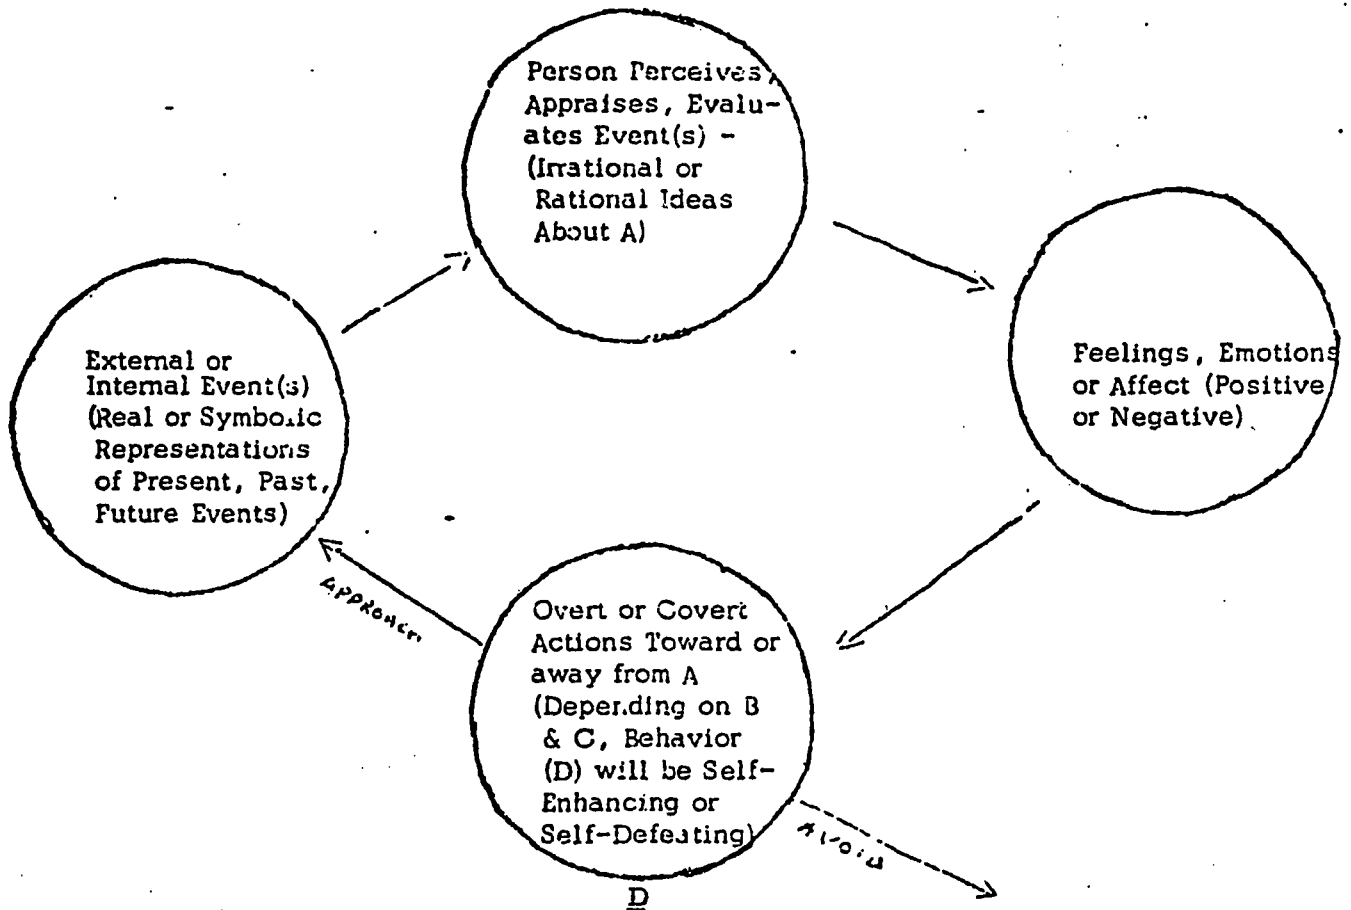 Person Perceives,
Appraises, Evalu-
ates Event(s) -
(Irrational or
Rational Ideas
About A)
External or
Internal Event(s)
(Real or Symbolic
Representations
of Present, Past,
Future Events)
Feelings, Emotions
or Affect (Positive
or Negative)
APPROACH
Overt or Covert
Actions Toward or
away from A
(Depending on B
& C, Behavior
(D) will be Self-
Enhancing or
Self-Defeating)
AVOID
D